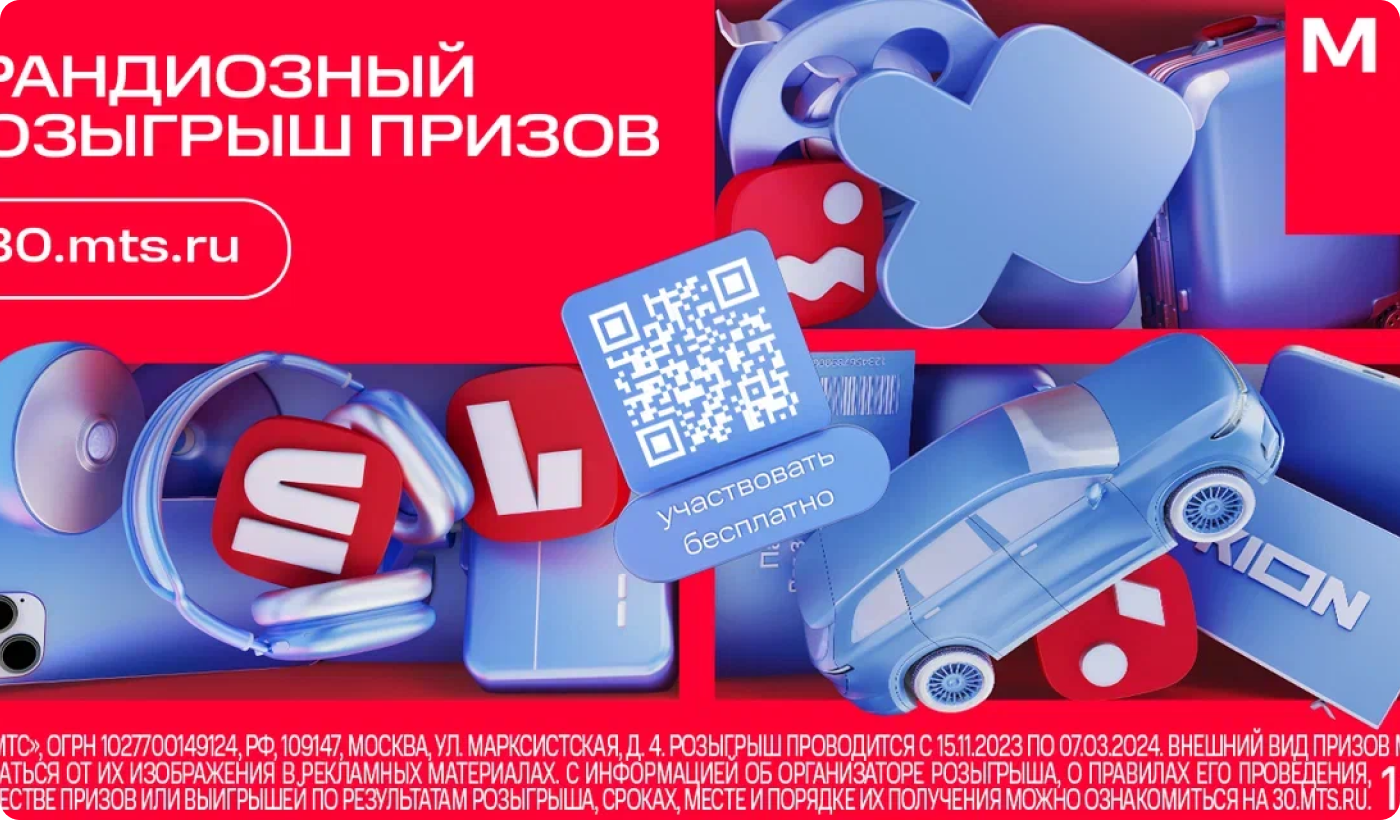 РАНДИОЗНЫЙ
ОЗЫГРЫШ ПРИЗОВ
М
30.mts.ru
1234567890
участвовать
бесплатно
KION
МТС», ОГРН 1027700149124, РФ, 109147, МОСКВА, УЛ. МАРКСИСТСКАЯ, Д. 4. РОЗЫГРЫШ ПРОВОДИТСЯ С 15.11.2023 ПО 07.03.2024. ВНЕШНИЙ ВИД ПРИЗОВ М
АТЬСЯ ОТ ИХ ИЗОБРАЖЕНИЯ В РЕКЛАМНЫХ МАТЕРИАЛАХ. С ИНФОРМАЦИЕЙ ОБ ОРГАНИЗАТОРЕ РОЗЫГРЫША, О ПРАВИЛАХ ЕГО ПРОВЕДЕНИЯ,
ЕСТВЕ ПРИЗОВ ИЛИ ВЫИГРЫШЕЙ ПО РЕЗУЛЬТАТАМ РОЗЫГРЫША, СРОКАХ, МЕСТЕ И ПОРЯДКЕ ИХ ПОЛУЧЕНИЯ МОЖНО ОЗНАКОМИТЬСЯ НА 30.MTS.RU.
1